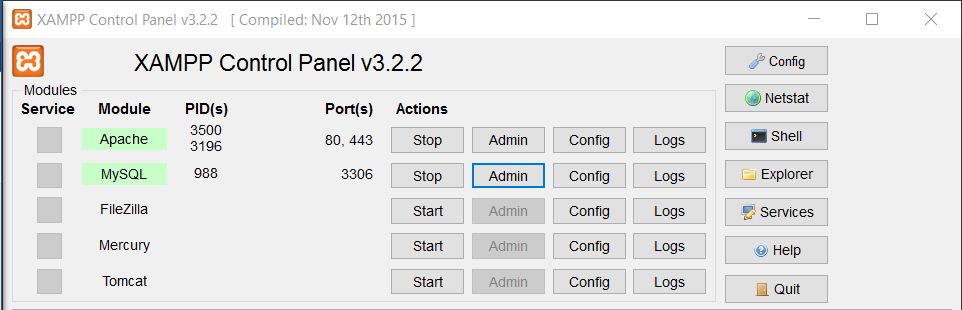 XAMPP Control Panel v3.2.2 [ Compiled: Nov 12th 2015 ]
XAMPP Control Panel v3.2.2
Config
Modules
Service Module PID(s) Port(s) Actions
Netstat
Apache 3500 80, 443 Stop Admin Config Logs
3196
Shell
MySQL 988 3306 Stop Admin Config Logs
Explorer
FileZilla Start Admin Config Logs
Services
Mercury Start Admin Config Logs
Help
Tomcat Start Admin Config Logs
Quit